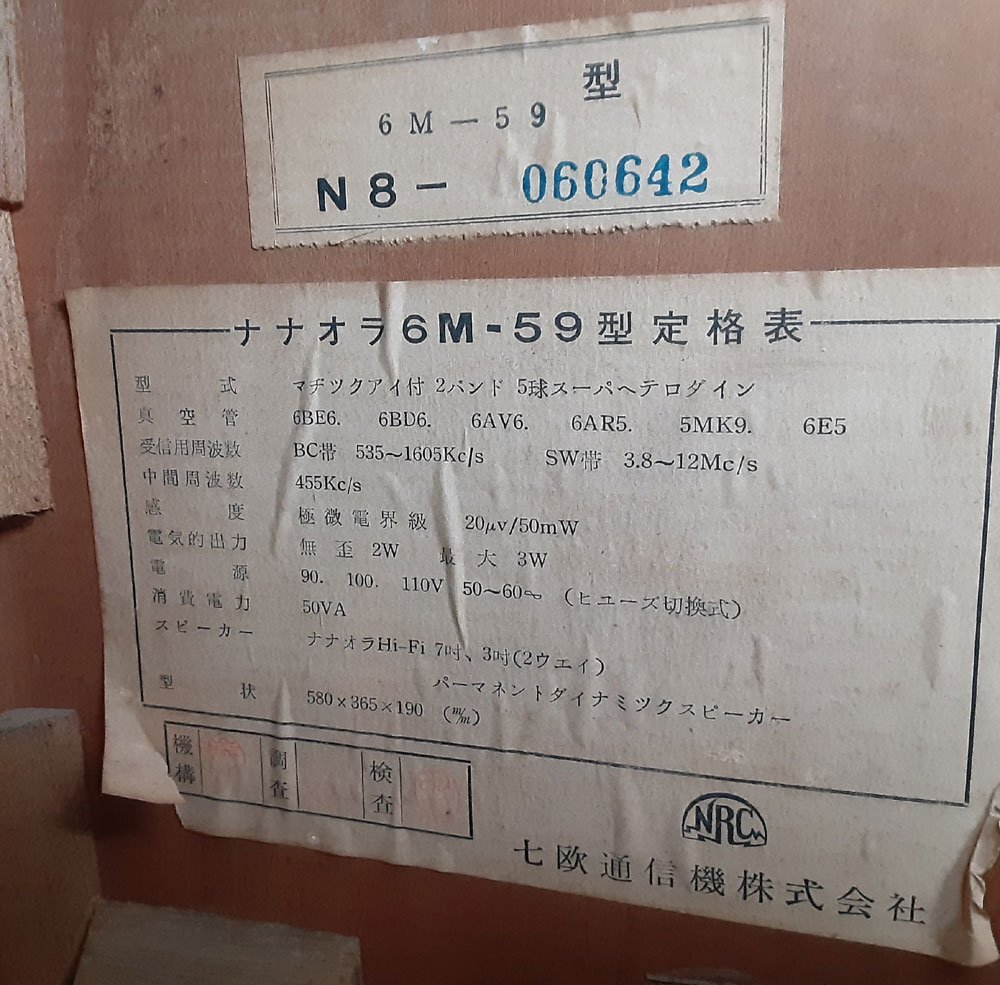 型
6M-59
N8- 060642
ナナオラ6M-59型定格表
型式 マヂツクアイ付 2バンド 5球スーパヘテロダイン
真空管 6BE6. 6BD6. 6AV6. 6AR5. 5MK9. 6E5
受信用周波数 BC帯 535~1605Kc/s SW帯 3.8~12Mc/s
中間周波数 455Kc/s
感度 極微電界級 20μv/50mW
電気的出力 無歪 2W 最大 3W
電源 90. 100. 110V 50~60∞ (ヒユーズ切換式)
消費電力 50VA
スピーカー ナナオラHi-Fi 7吋、3吋(2ウエイ)
パーマネントダイナミツクスピーカー
型状 580×365×190 (m/m)
機構 調査 検査
NRC
七欧通信機株式会社